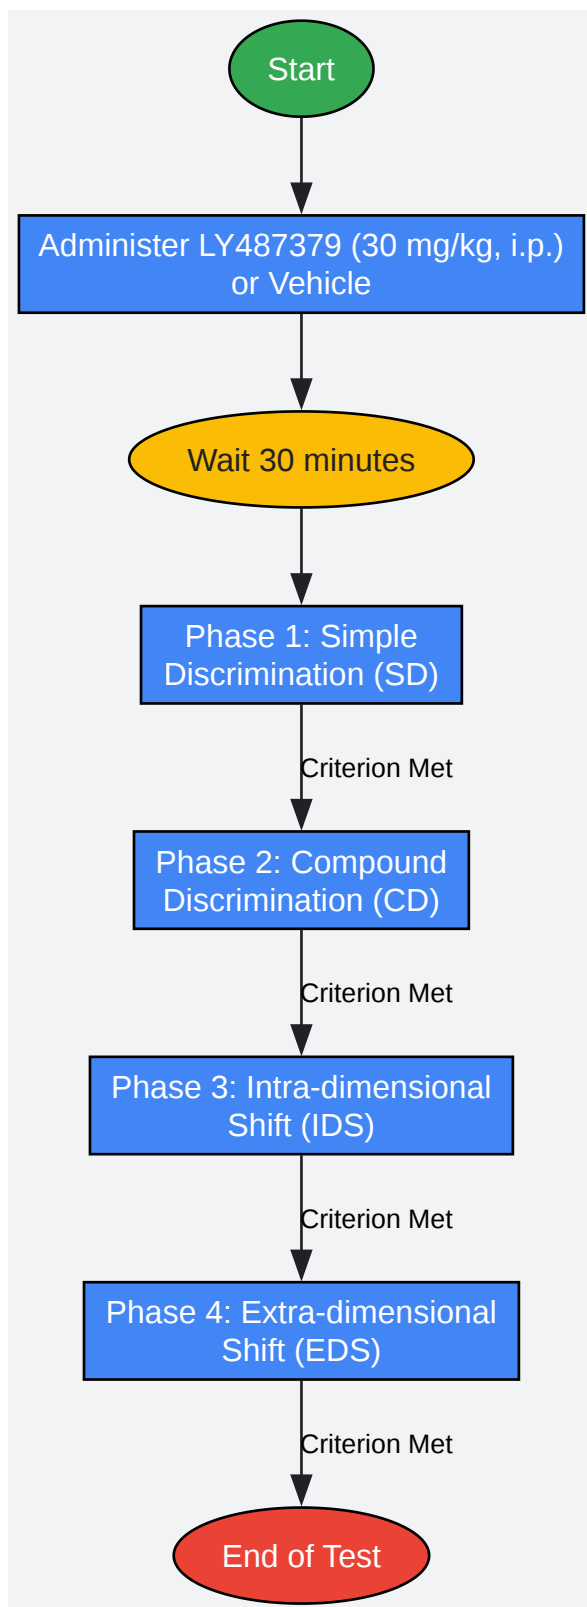 Start
Administer LY487379 (30 mg/kg, i.p.)
or Vehicle
Wait 30 minutes
Phase 1: Simple
Discrimination (SD)
Criterion Met
Phase 2: Compound
Discrimination (CD)
Criterion Met
Phase 3: Intra-dimensional
Shift (IDS)
Criterion Met
Phase 4: Extra-dimensional
Shift (EDS)
Criterion Met
End of Test